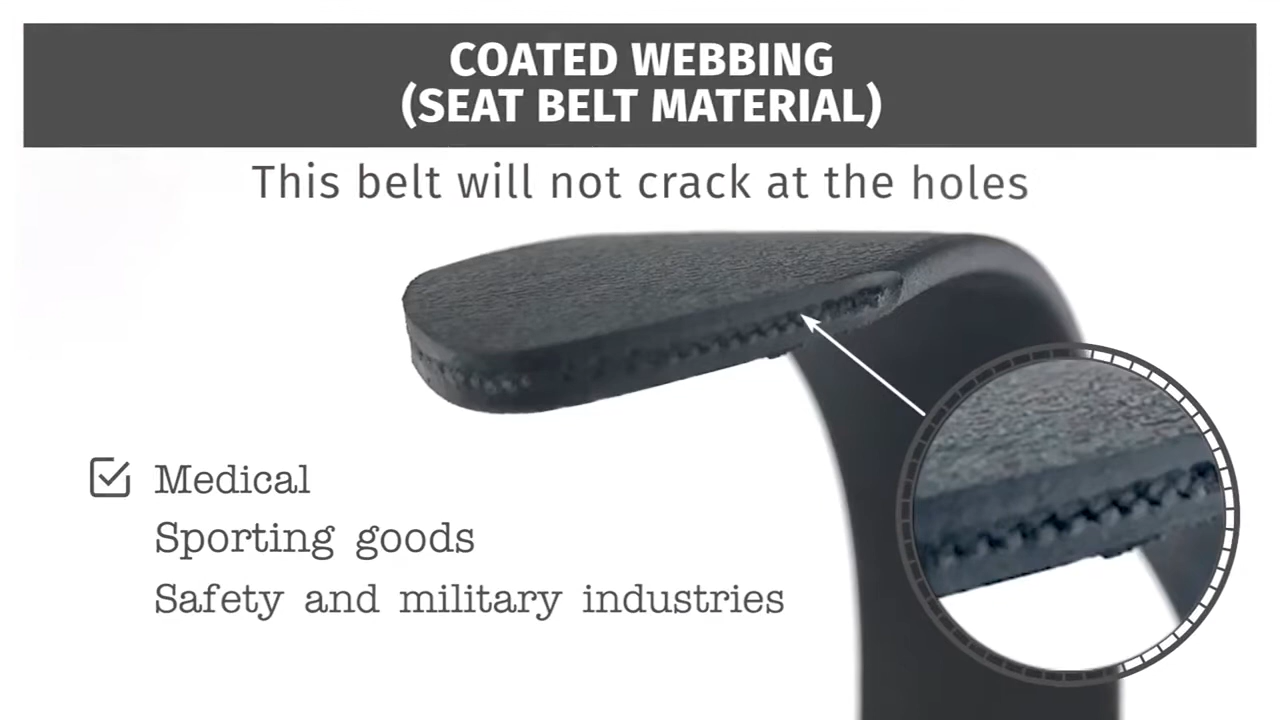 COATED WEBBING
(SEAT BELT MATERIAL)
This belt will not crack at the holes
Medical
Sporting goods
Safety and military industries